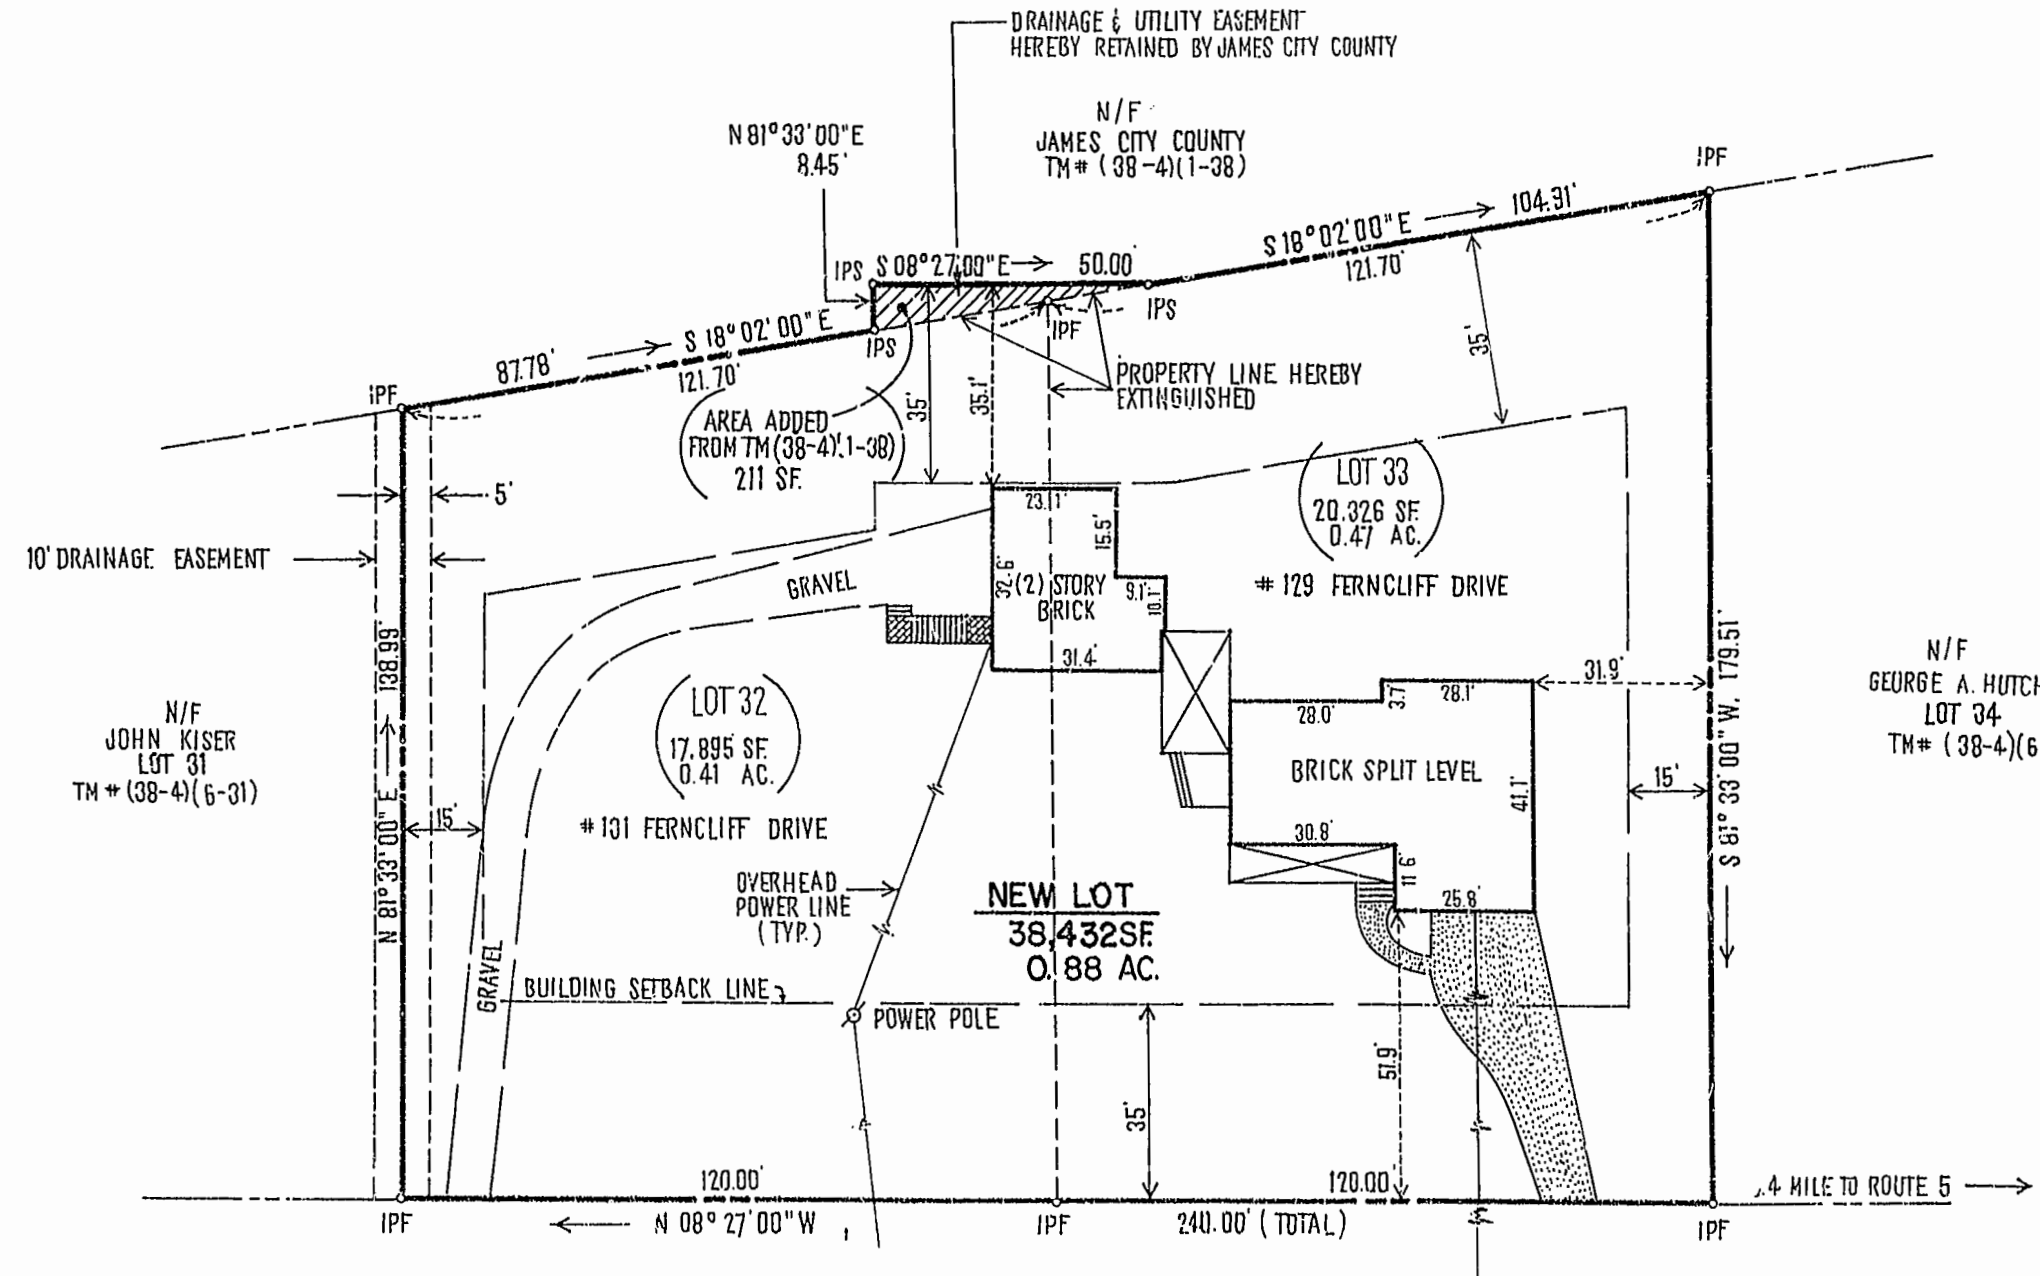 DRAINAGE & UTILITY EASEMENT
HEREBY RETAINED BY JAMES CITY COUNTY
N/F
JAMES CITY COUNTY
TM# (38-4)(1-38)
N 81°33'00"E
8.45'
IPF
S 18°02'00"E
104.91'
121.70'
IPS
S 08°27'00"E
50.00'
IPS
IPF
IPS
S 18°02'00"E
87.78'
121.70'
IPF
35'
35.1'
35'
PROPERTY LINE HEREBY
EXTINGUISHED
AREA ADDED
FROM TM(38-4)(1-38)
211 SF.
LOT 33
20,326 SF.
0.47 AC.
# 129 FERNCLIFF DRIVE
5'
10' DRAINAGE EASEMENT
23.1'
15.5'
32.6'
(2) STORY
BRICK
9.1'
10.1'
31.4'
GRAVEL
138.99'
N 81°33'00"E
N/F
JOHN KISER
LOT 31
TM # (38-4)(6-31)
15'
LOT 32
17,895 SF.
0.41 AC.
# 131 FERNCLIFF DRIVE
28.0'
3.7'
28.1'
31.9'
BRICK SPLIT LEVEL
41.1'
30.8'
11.6'
25.8'
15'
179.51'
S 81°33'00"W
N/F
GEORGE A. HUTCH
LOT 34
TM# (38-4)(6
OVERHEAD
POWER LINE
(TYP.)
NEW LOT
38,432SF.
0.88 AC.
GRAVEL
BUILDING SETBACK LINE
POWER POLE
51.9'
35'
120.00'
120.00'
.4 MILE TO ROUTE 5
IPF
N 08°27'00"W
IPF
240.00' (TOTAL)
IPF